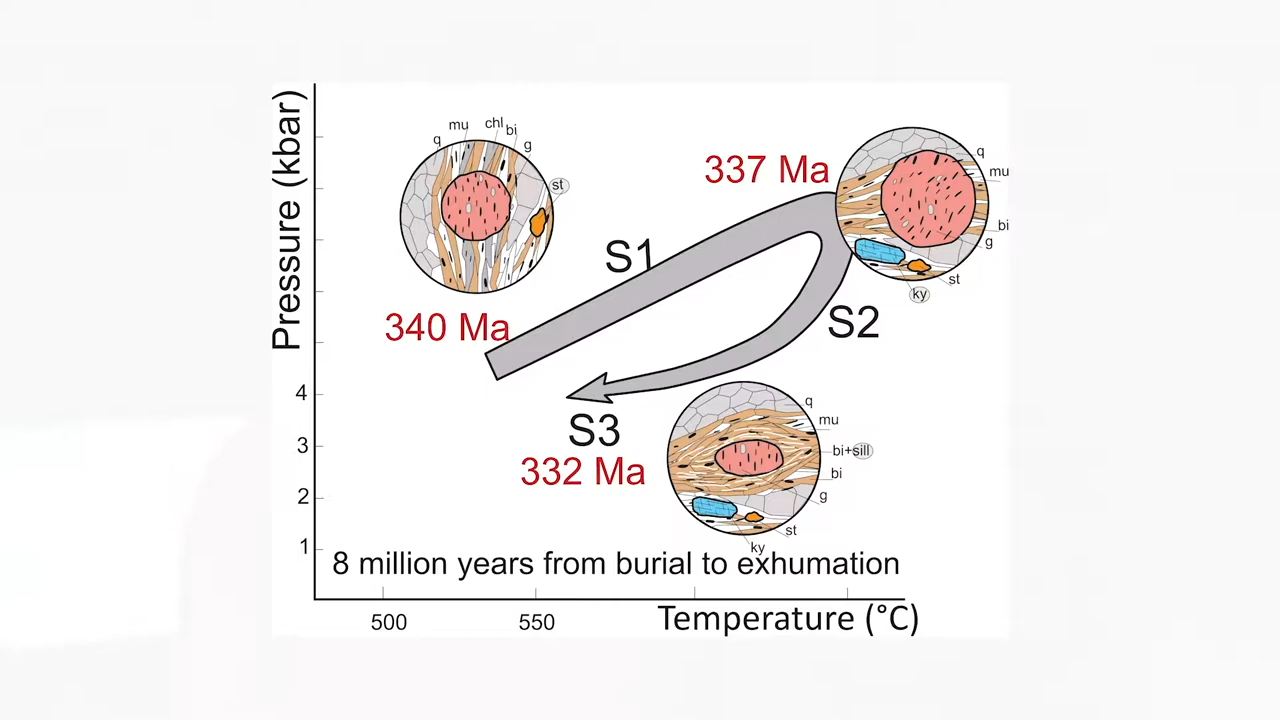 Pressure (kbar)
mu
chl
bi
q
g
st
340 Ma
S1
337 Ma
q
mu
bi
g
st
ky
S2
S3
332 Ma
q
mu
bi+sill
bi
g
st
ky
4
3
2
1
8 million years from burial to exhumation
500
550
Temperature (°C)